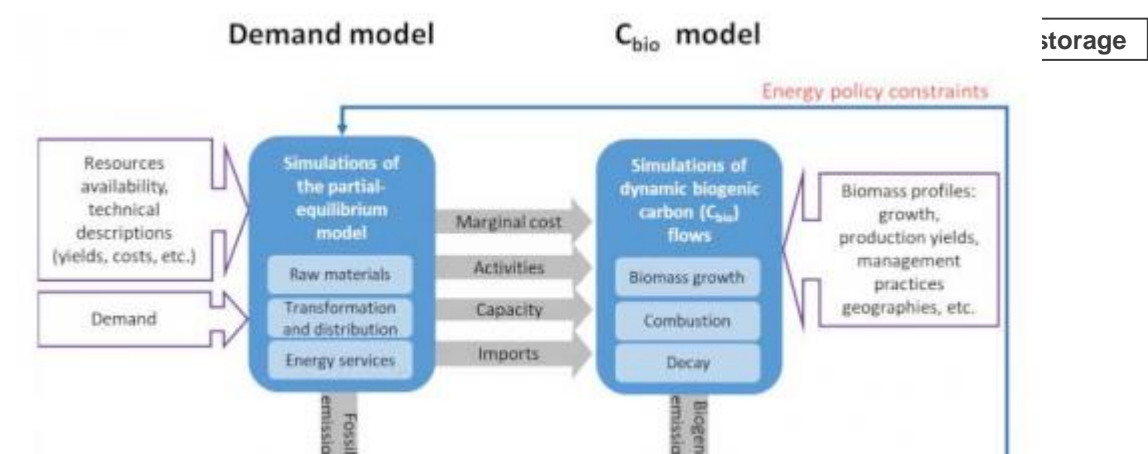 Demand model
C_bio model
storage
Energy policy constraints
Resources
availability,
technical
descriptions
(yields, costs, etc.)
Demand
Simulations of
the partial-
equilibrium
model
Raw materials
Transformation
and distribution
Energy services
Marginal cost
Activities
Capacity
Imports
Simulations of
dynamic biogenic
carbon (C_bio)
flows
Biomass growth
Combustion
Decay
Biomass profiles:
growth,
production yields,
management
practices
geographies, etc.